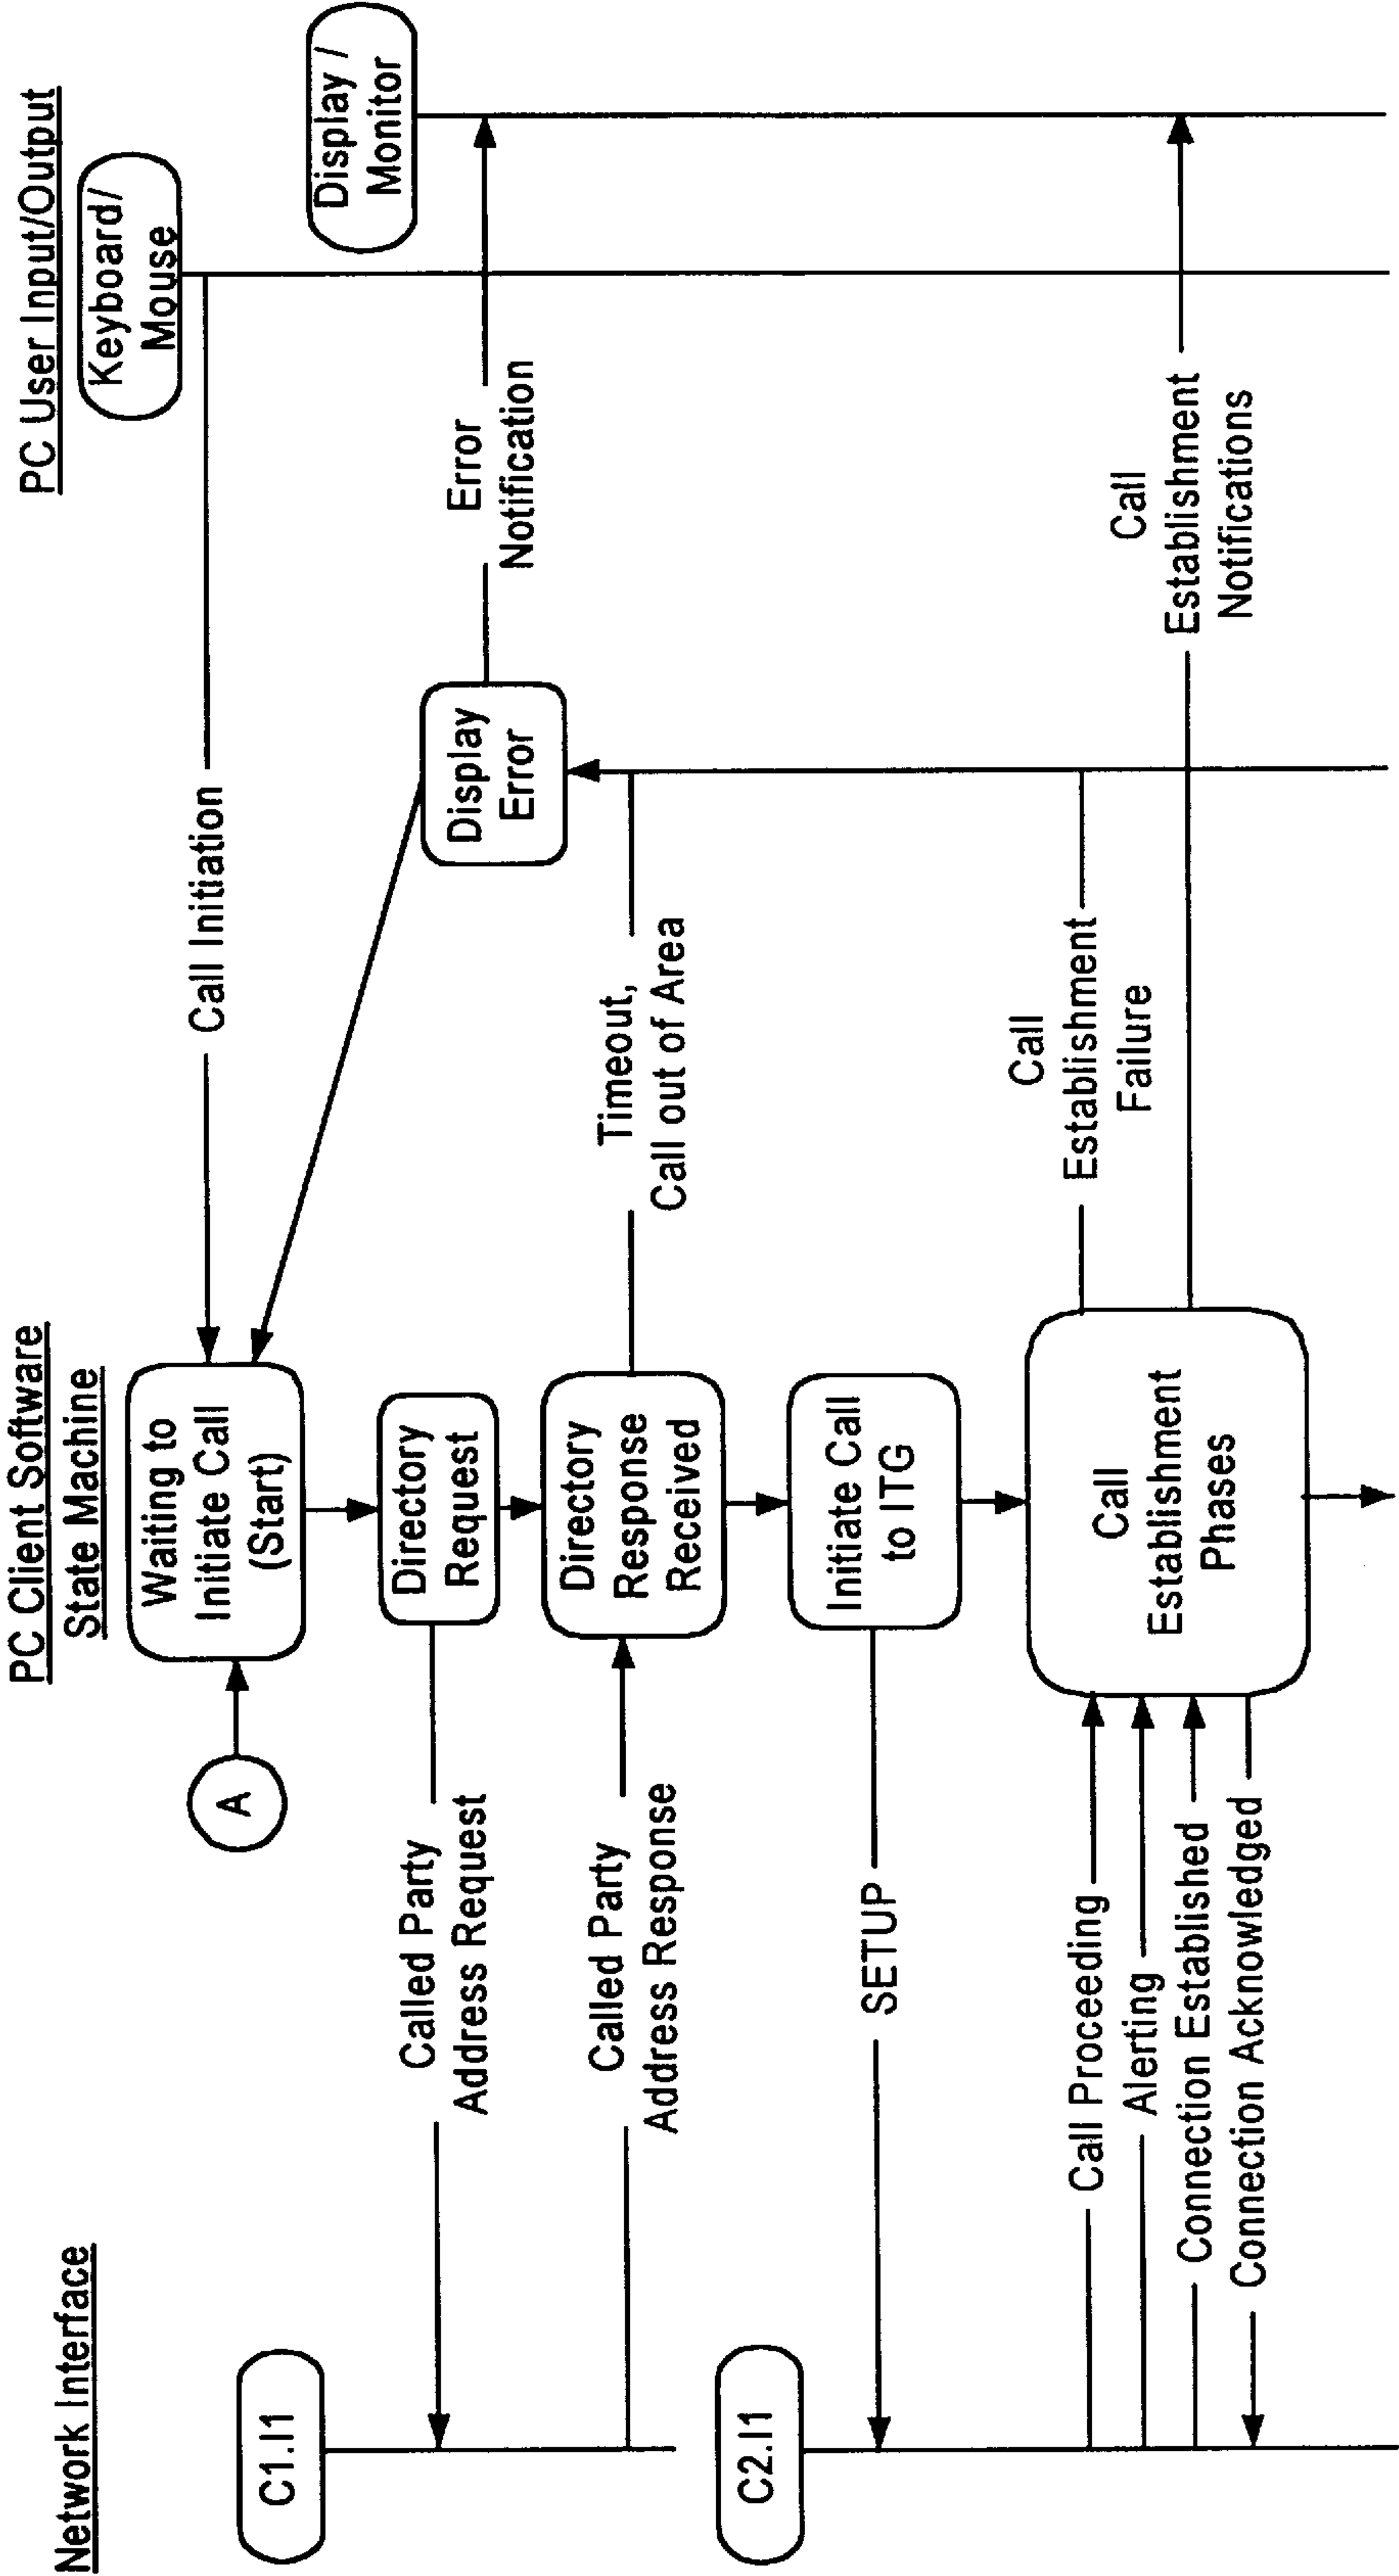 Network Interface
PC Client Software
State Machine
PC User Input/Output
Keyboard/
Mouse
Display /
Monitor
C1.I1
A
Waiting to
Initiate Call
(Start)
Call Initiation
Called Party
Address Request
Directory
Request
Display
Error
Error
Notification
Called Party
Address Response
Directory
Response
Received
Timeout,
Call out of Area
C2.I1
SETUP
Initiate Call
to ITG
Call Proceeding
Alerting
Connection Established
Connection Acknowledged
Call
Establishment
Phases
Call
Establishment
Failure
Call
Establishment
Notifications